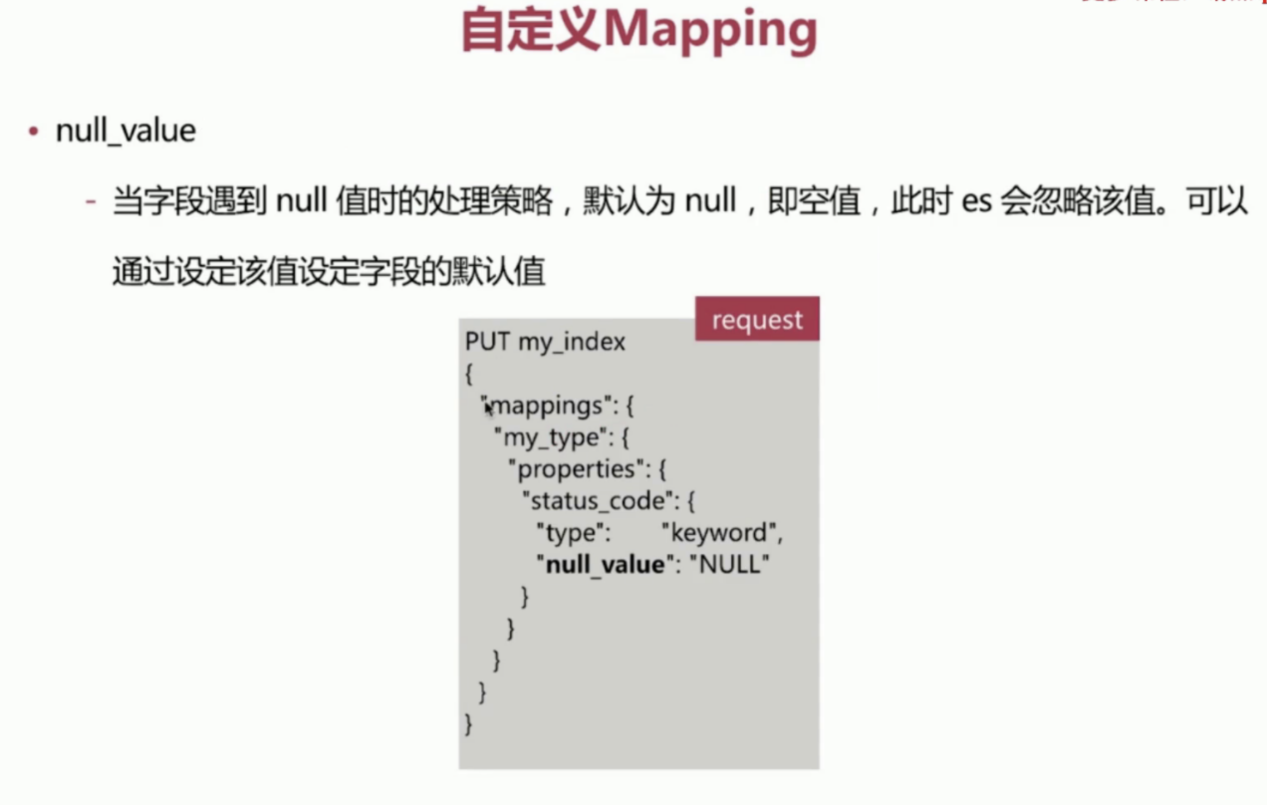 自定义Mapping
• null_value
- 当字段遇到 null 值时的处理策略，默认为 null，即空值，此时 es 会忽略该值。可以
通过设定该值设定字段的默认值
request
PUT my_index
{
"mappings": {
"my_type": {
"properties": {
"status_code": {
"type": "keyword",
"null_value": "NULL"
}
}
}
}
}